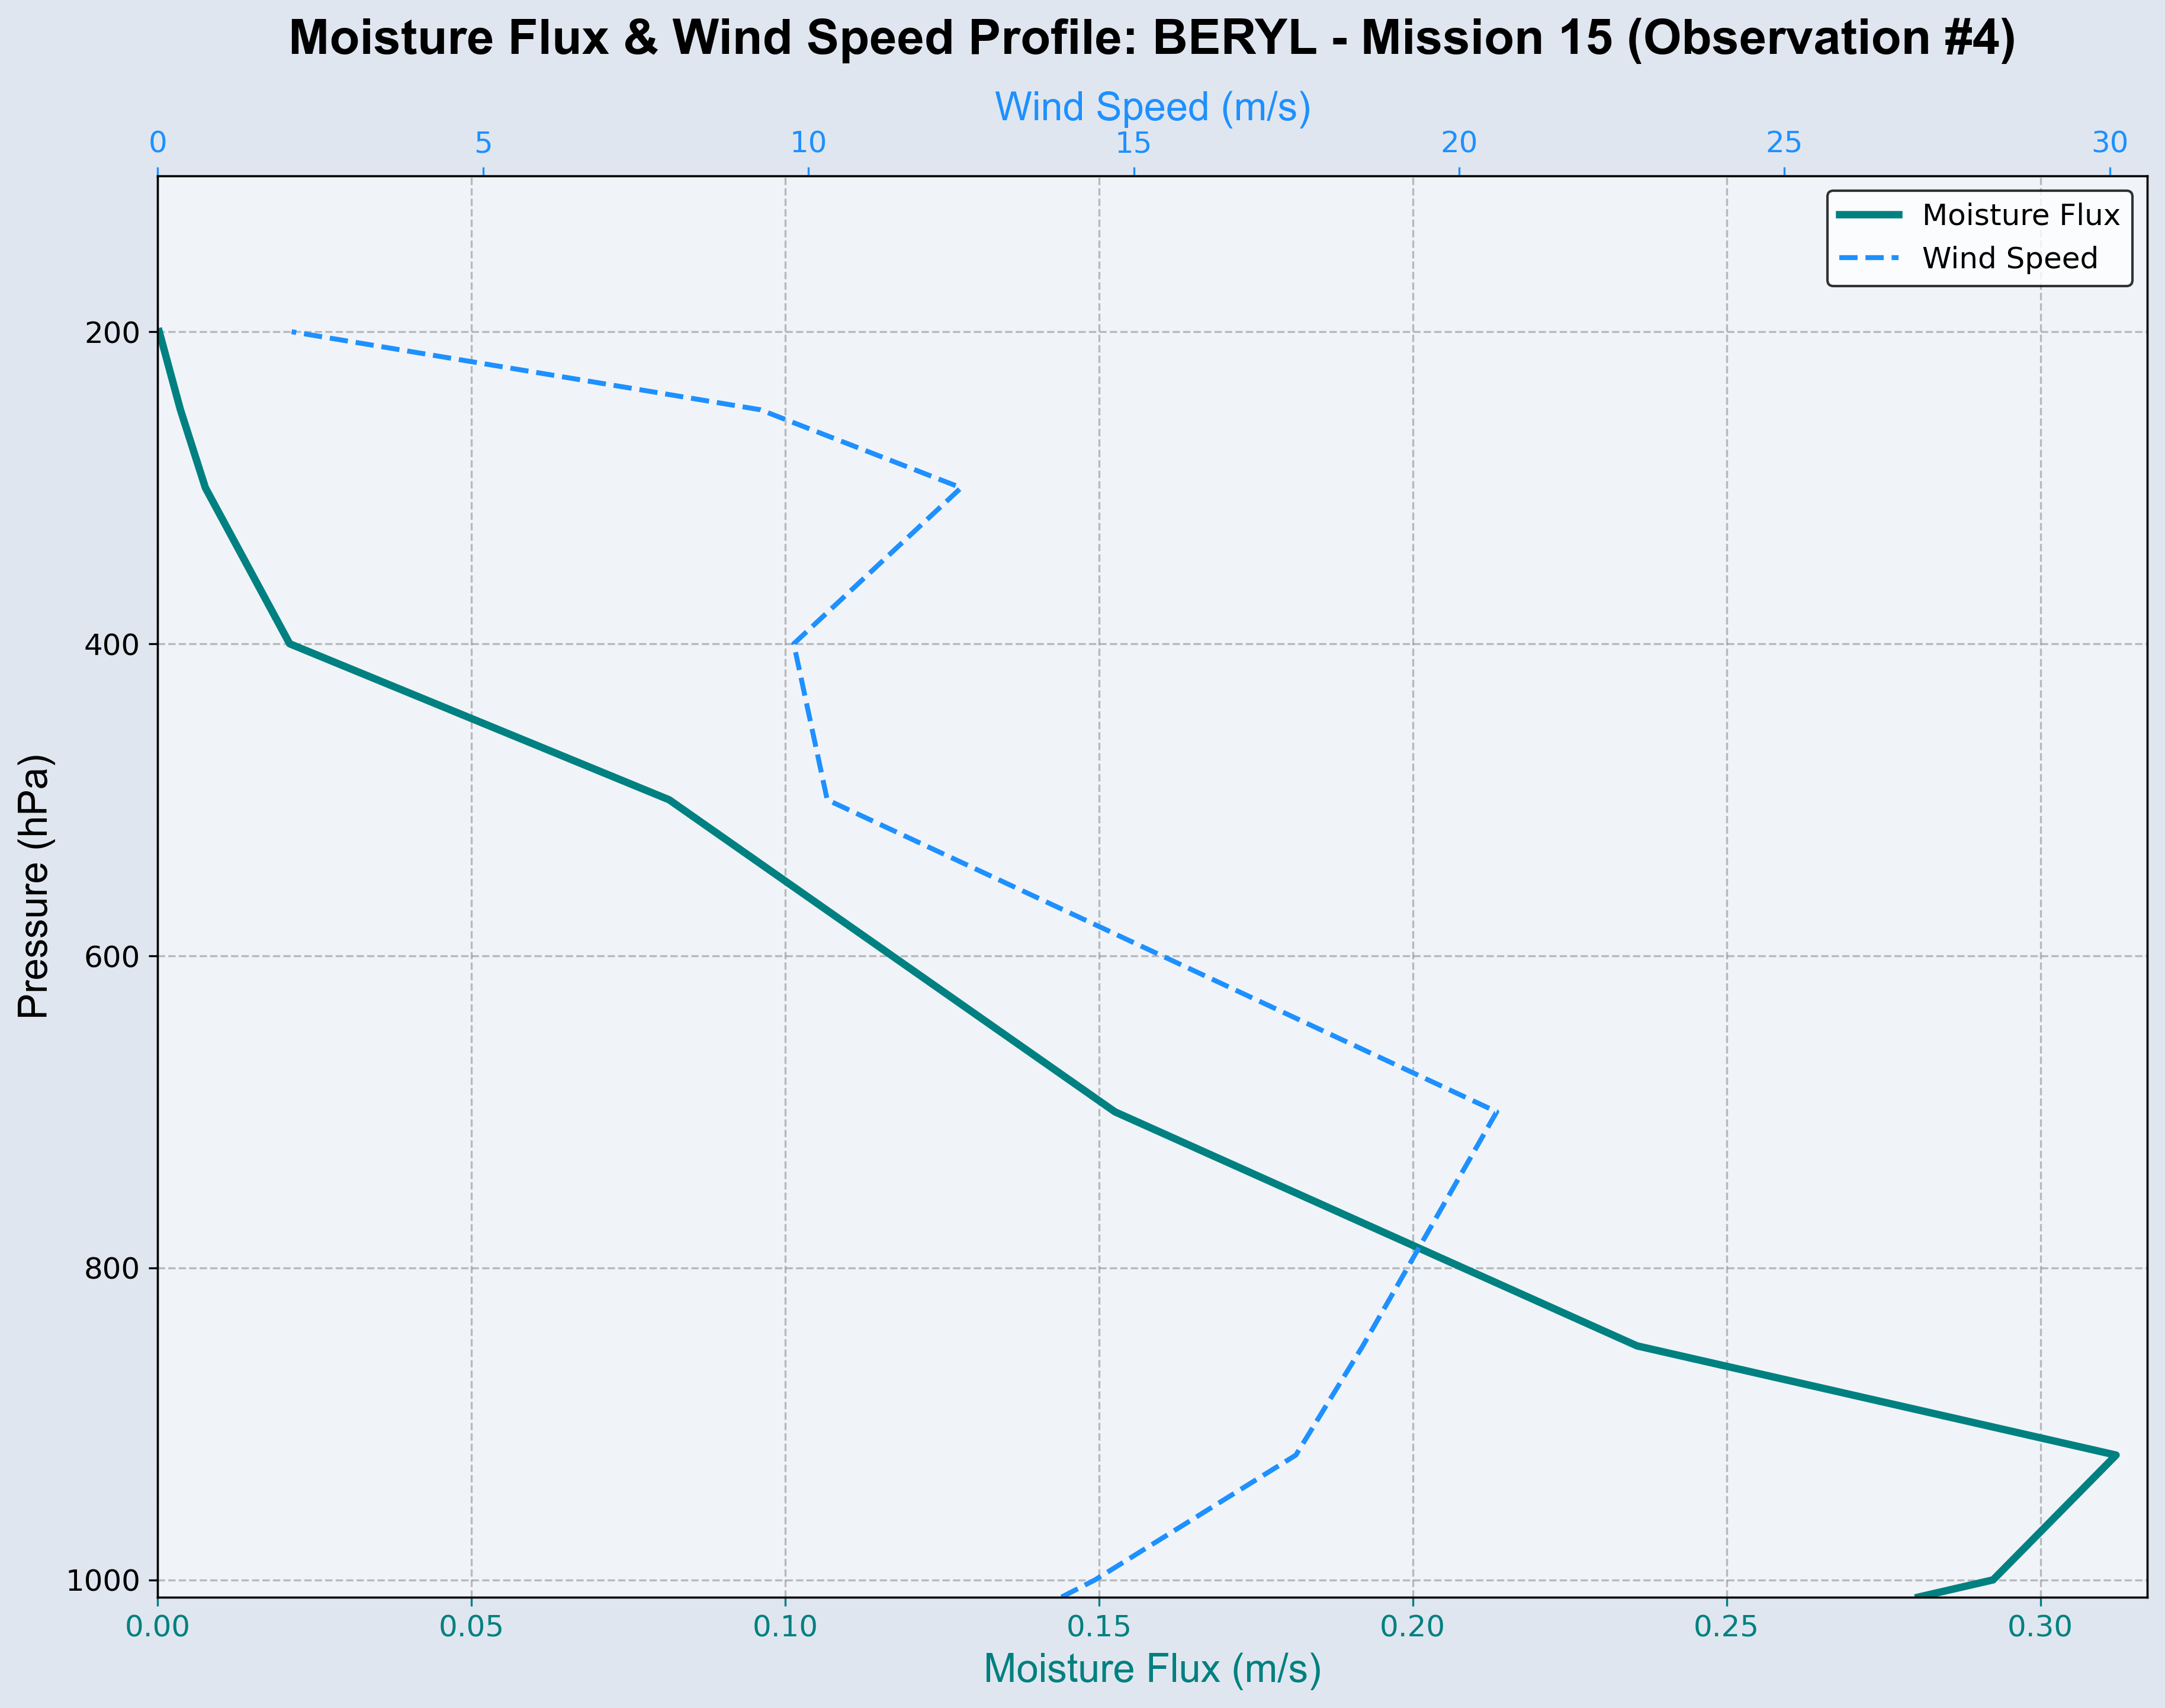 Moisture Flux & Wind Speed Profile: BERYL - Mission 15 (Observation #4)
Wind Speed (m/s)
0 5 10 15 20 25 30
Moisture Flux
Wind Speed
200
400
600
800
1000
Pressure (hPa)
0.00 0.05 0.10 0.15 0.20 0.25 0.30
Moisture Flux (m/s)